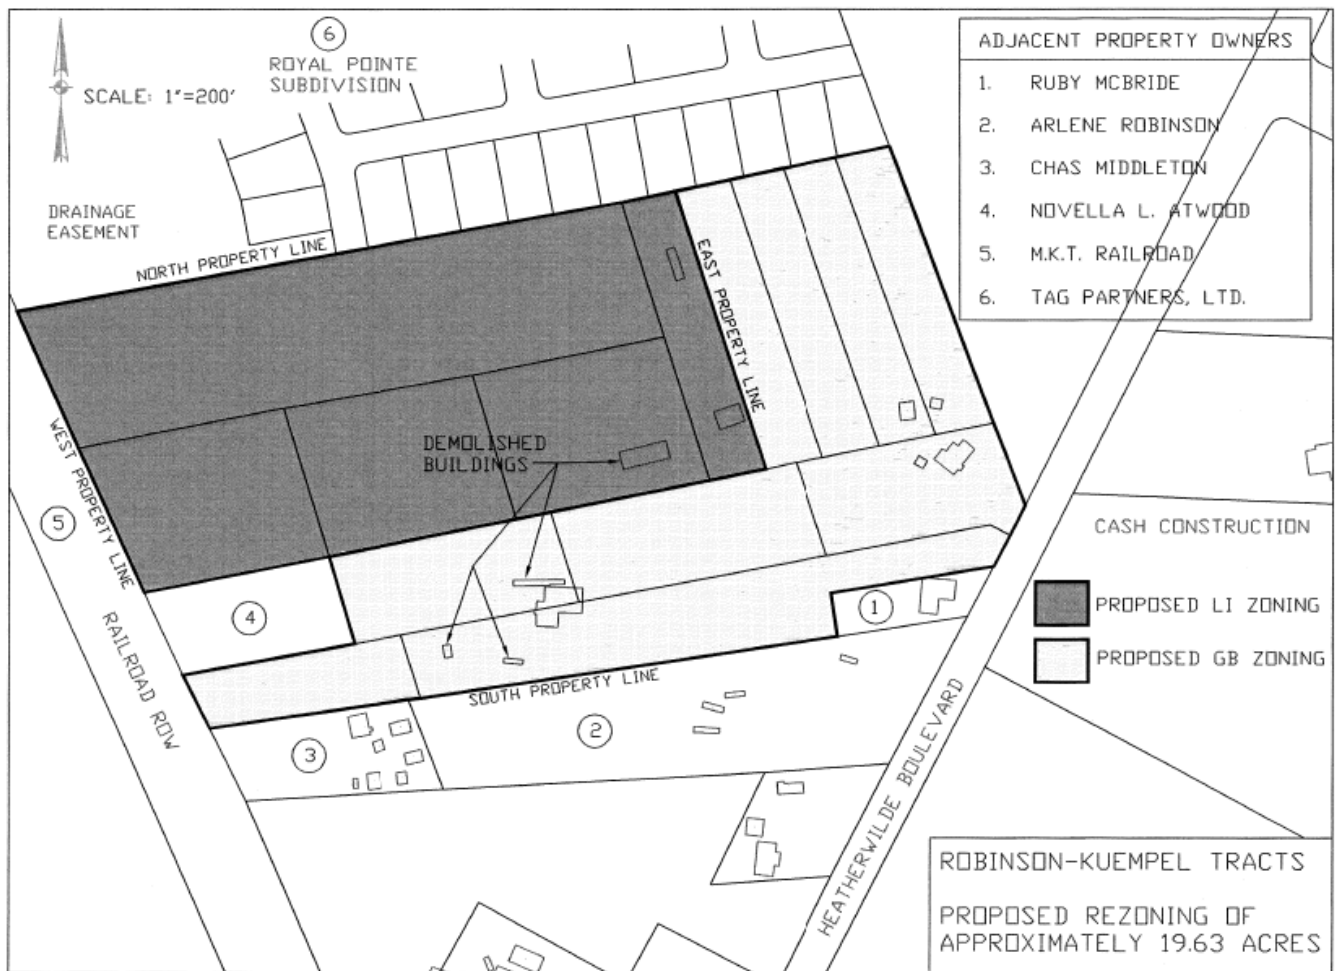 6
ROYAL POINTE
SUBDIVISION
SCALE: 1"=200'
ADJACENT PROPERTY OWNERS
1. RUBY MCBRIDE
2. ARLENE ROBINSON
3. CHAS MIDDLETON
4. NOVELLA L. ATWOOD
5. M.K.T. RAILROAD
6. TAG PARTNERS, LTD.
DRAINAGE
EASEMENT
NORTH PROPERTY LINE
EAST PROPERTY LINE
WEST PROPERTY LINE
DEMOLISHED
BUILDINGS
5
CASH CONSTRUCTION
PROPOSED LI ZONING
PROPOSED GB ZONING
4
1
RAILROAD ROW
SOUTH PROPERTY LINE
2
3
HEATHERWILDE BOULEVARD
ROBINSON-KUEMPEL TRACTS
PROPOSED REZONING OF
APPROXIMATELY 19.63 ACRES